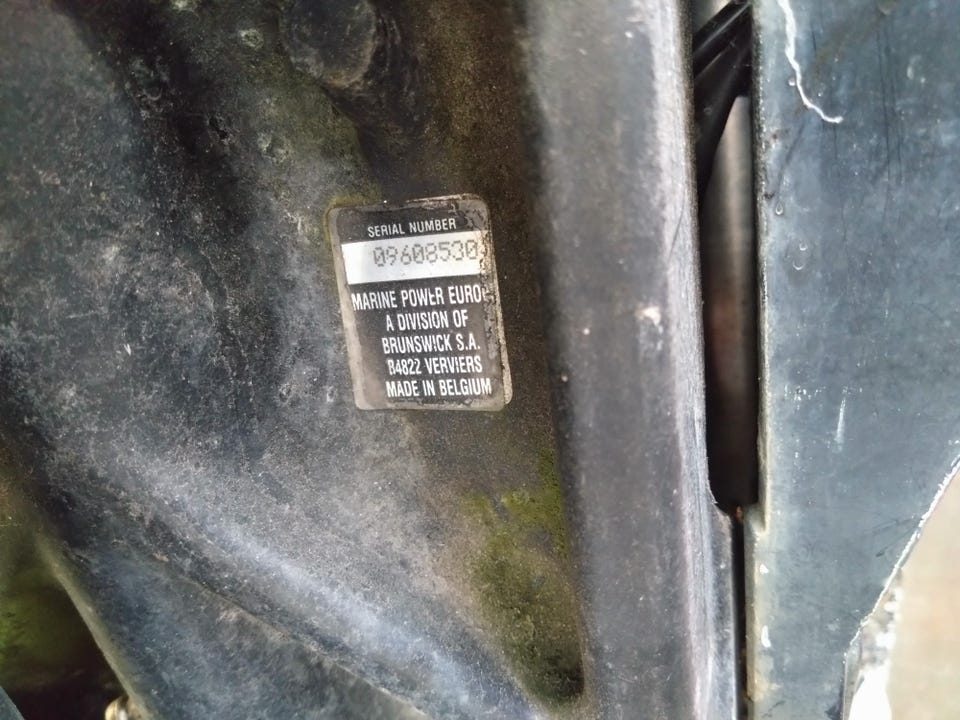 SERIAL NUMBER
09608530
MARINE POWER EURO
A DIVISION OF
BRUNSWICK S.A.
B4822 VERVIERS
MADE IN BELGIUM